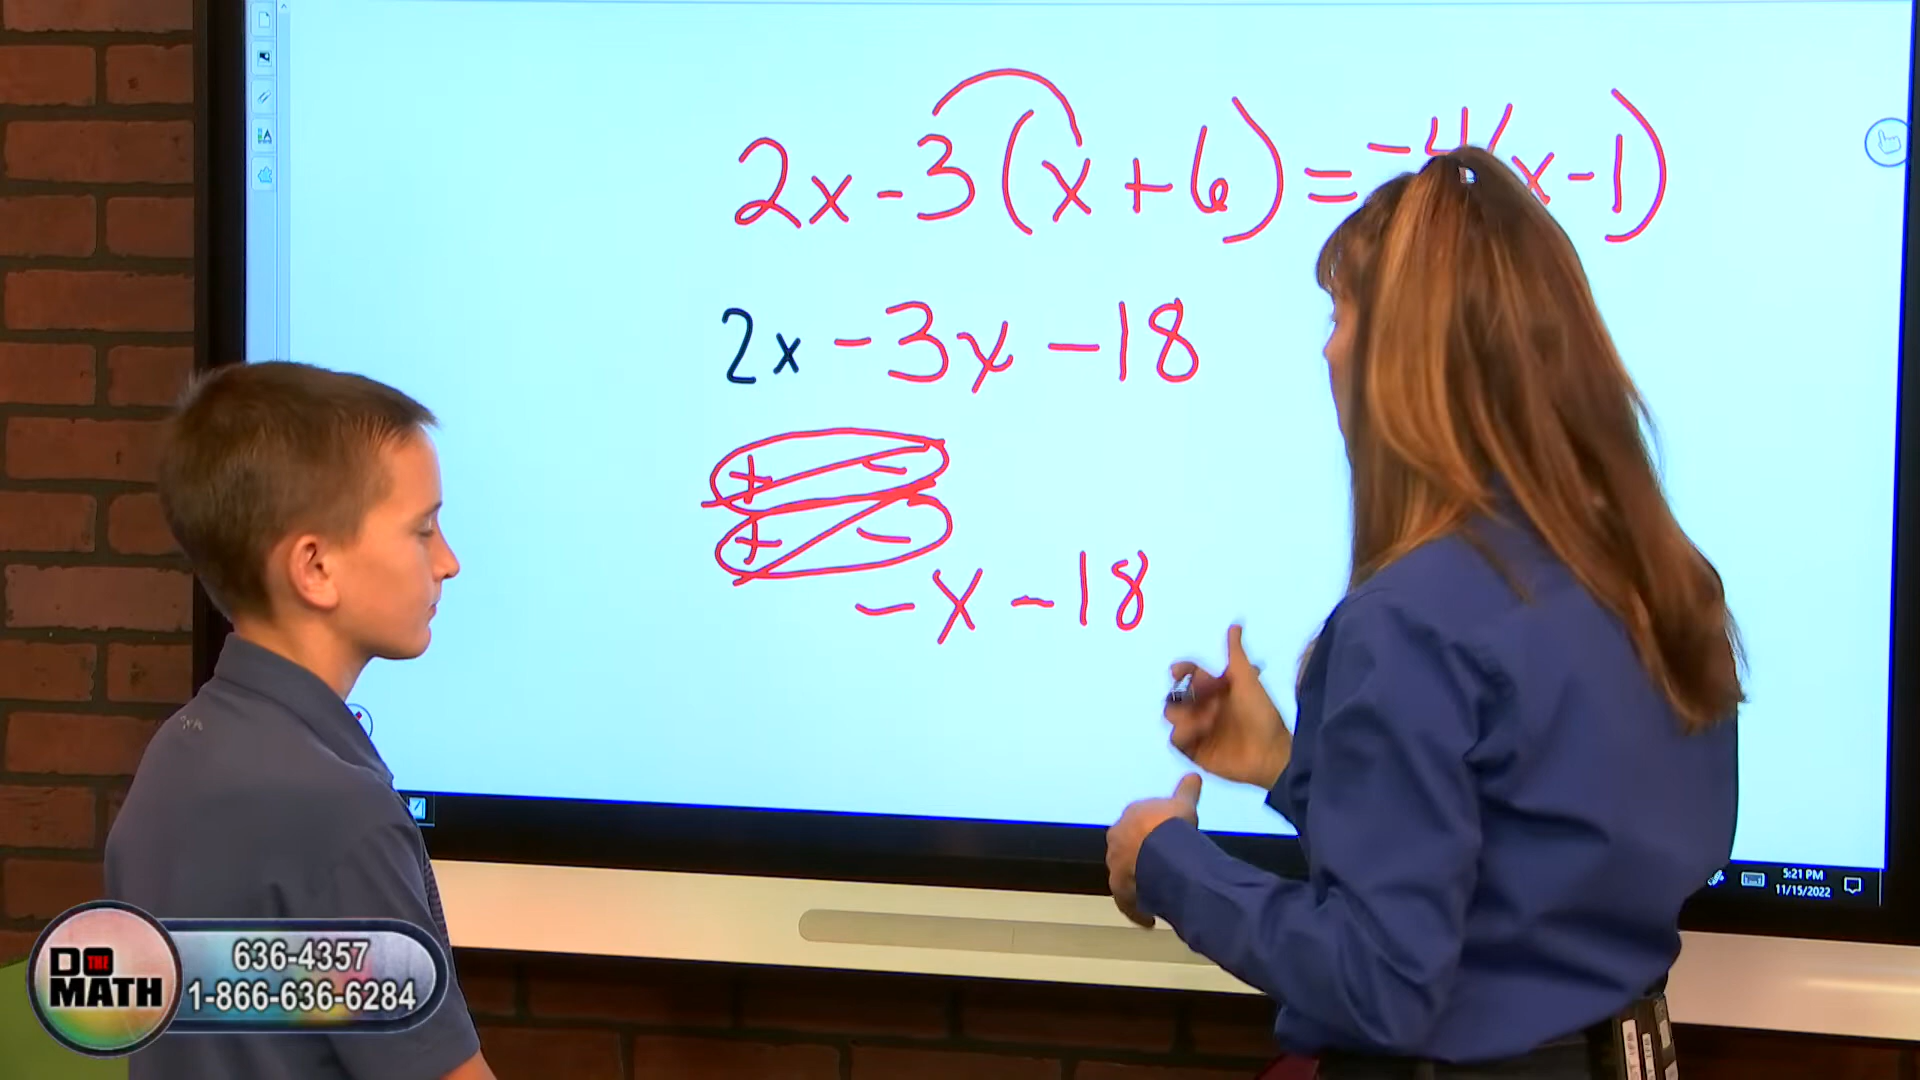 2x - 3(x + 6) = -4(x - 1)
2x - 3x - 18
+ -
+ -
-x - 18
5:21 PM
11/15/2022
DO THE MATH
636-4357
1-866-636-6284